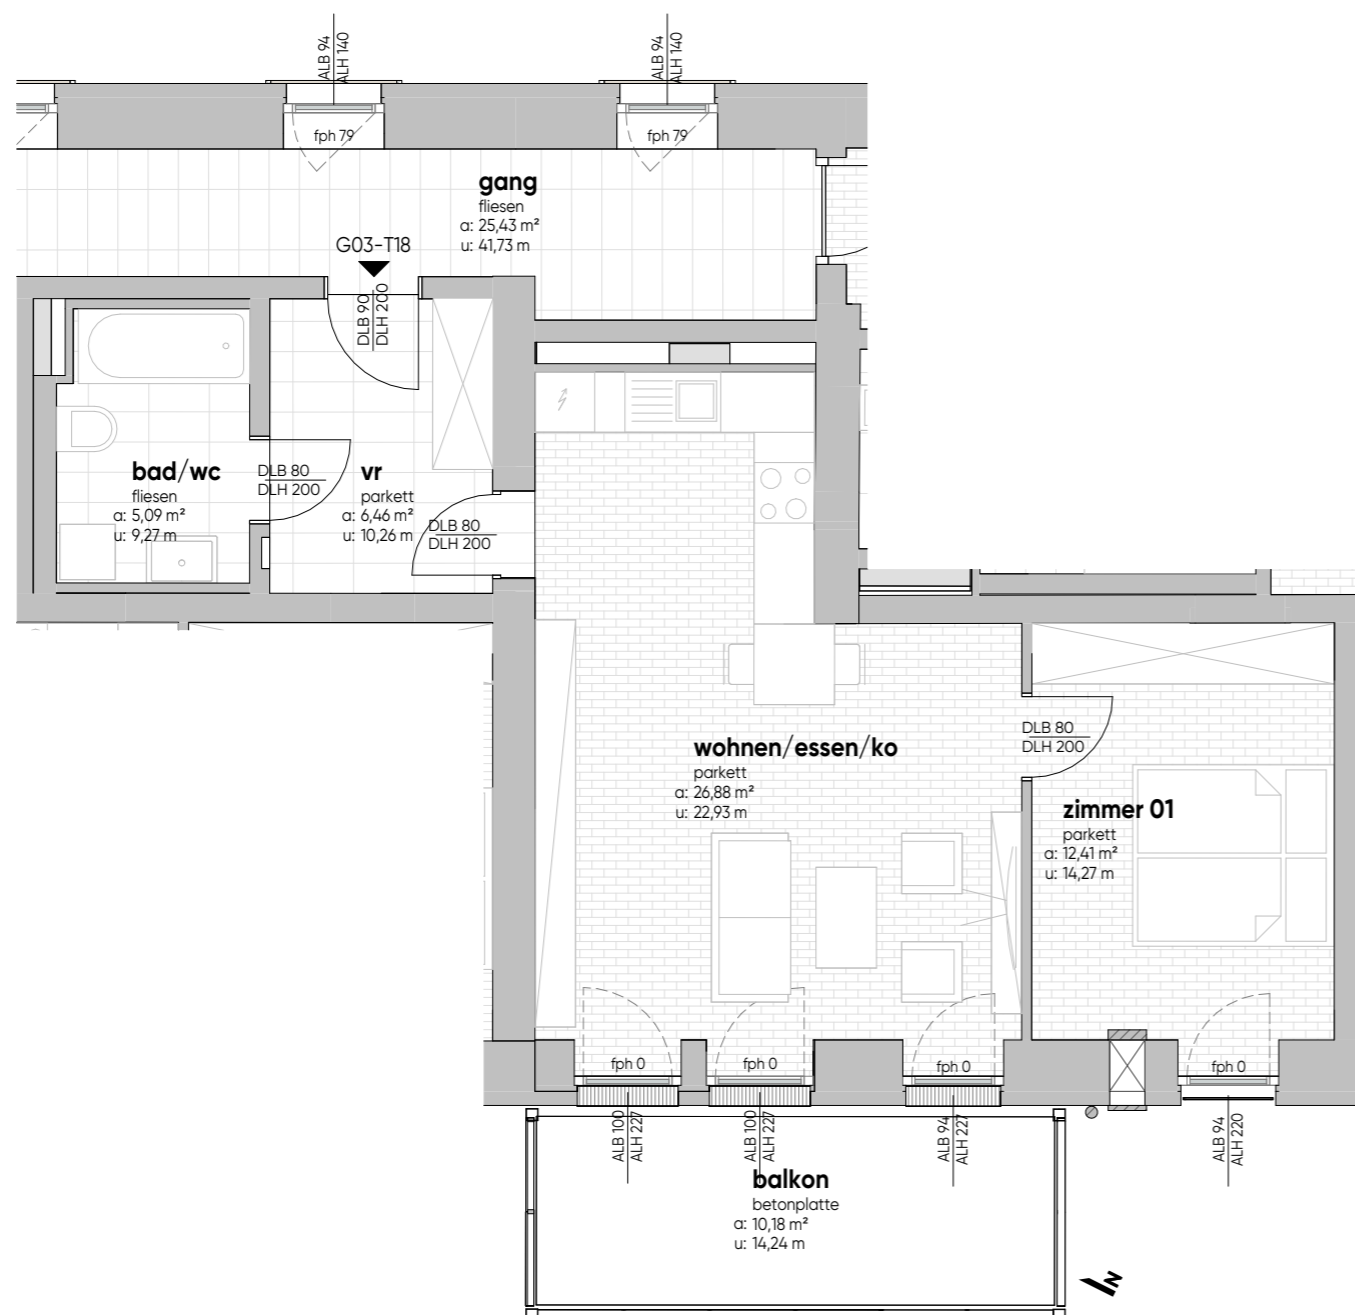 ALB 94
ALH 140
ALB 94
ALH 140
fph 79
fph 79
gang
fliesen
a: 25,43 m²
u: 41,73 m
G03-T18
DLB 90
DLH 200
bad/wc
fliesen
a: 5,09 m²
u: 9,27 m
DLB 80
DLH 200
vr
parkett
a: 6,46 m²
u: 10,26 m
DLB 80
DLH 200
wohnen/essen/ko
parkett
a: 26,88 m²
u: 22,93 m
DLB 80
DLH 200
zimmer 01
parkett
a: 12,41 m²
u: 14,27 m
fph 0
fph 0
fph 0
fph 0
ALB 100
ALH 227
ALB 100
ALH 227
ALB 94
ALH 227
ALB 94
ALH 220
balkon
betonplatte
a: 10,18 m²
u: 14,24 m
N